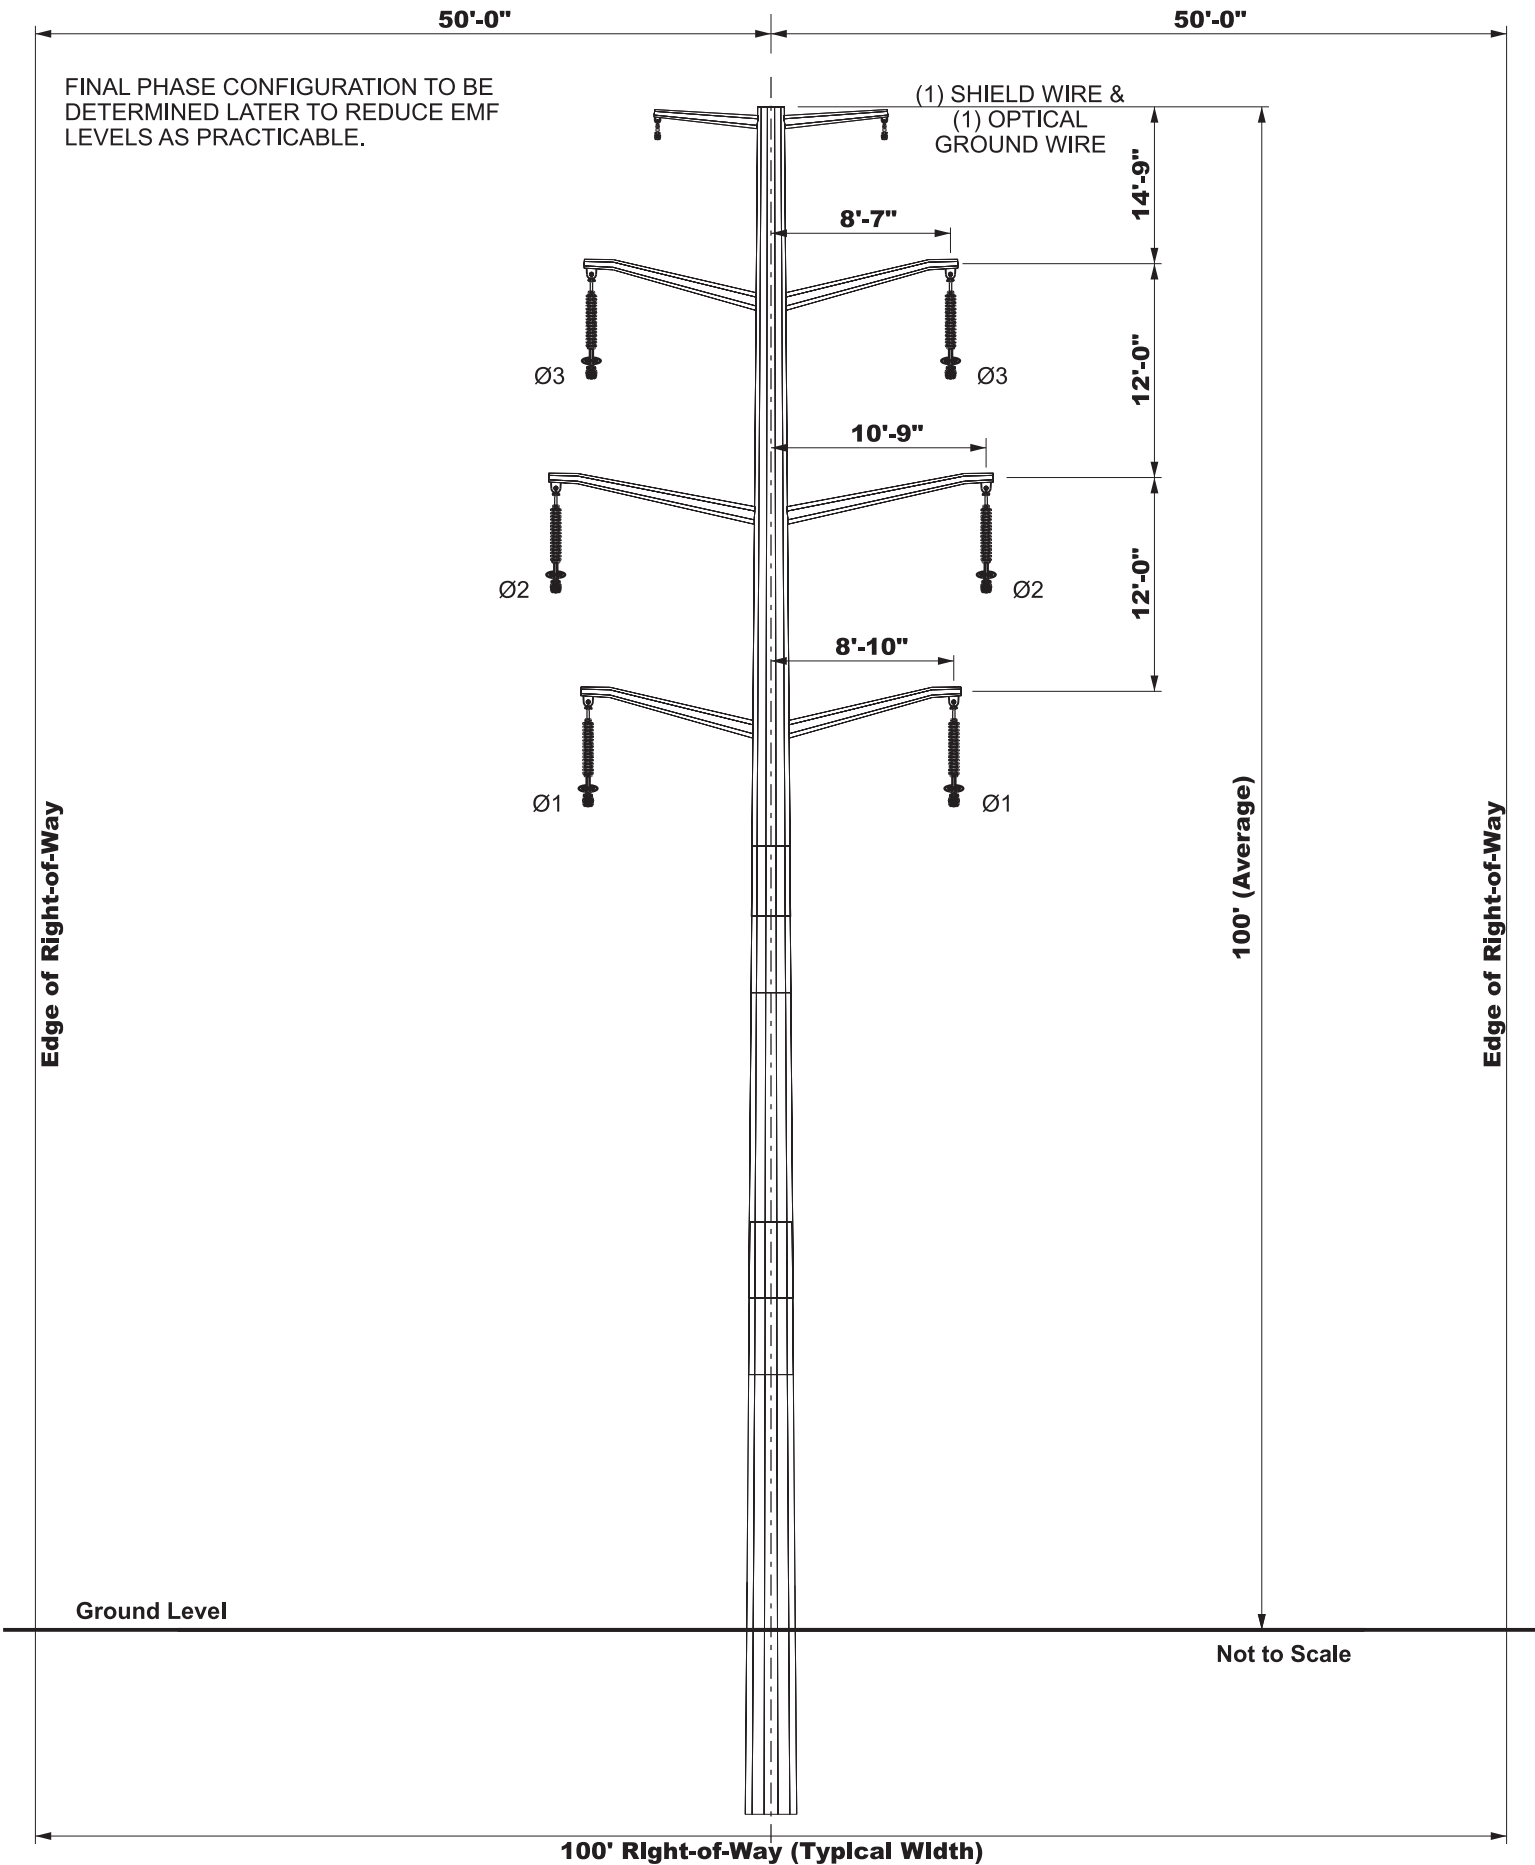 50'-0"
50'-0"
FINAL PHASE CONFIGURATION TO BE
DETERMINED LATER TO REDUCE EMF
LEVELS AS PRACTICABLE.
(1) SHIELD WIRE &
(1) OPTICAL
GROUND WIRE
14'-9"
8'-7"
12'-0"
Ø3
Ø3
10'-9"
12'-0"
Ø2
Ø2
8'-10"
Ø1
Ø1
100' (Average)
Edge of Right-of-Way
Edge of Right-of-Way
Ground Level
Not to Scale
100' Right-of-Way (Typical Width)